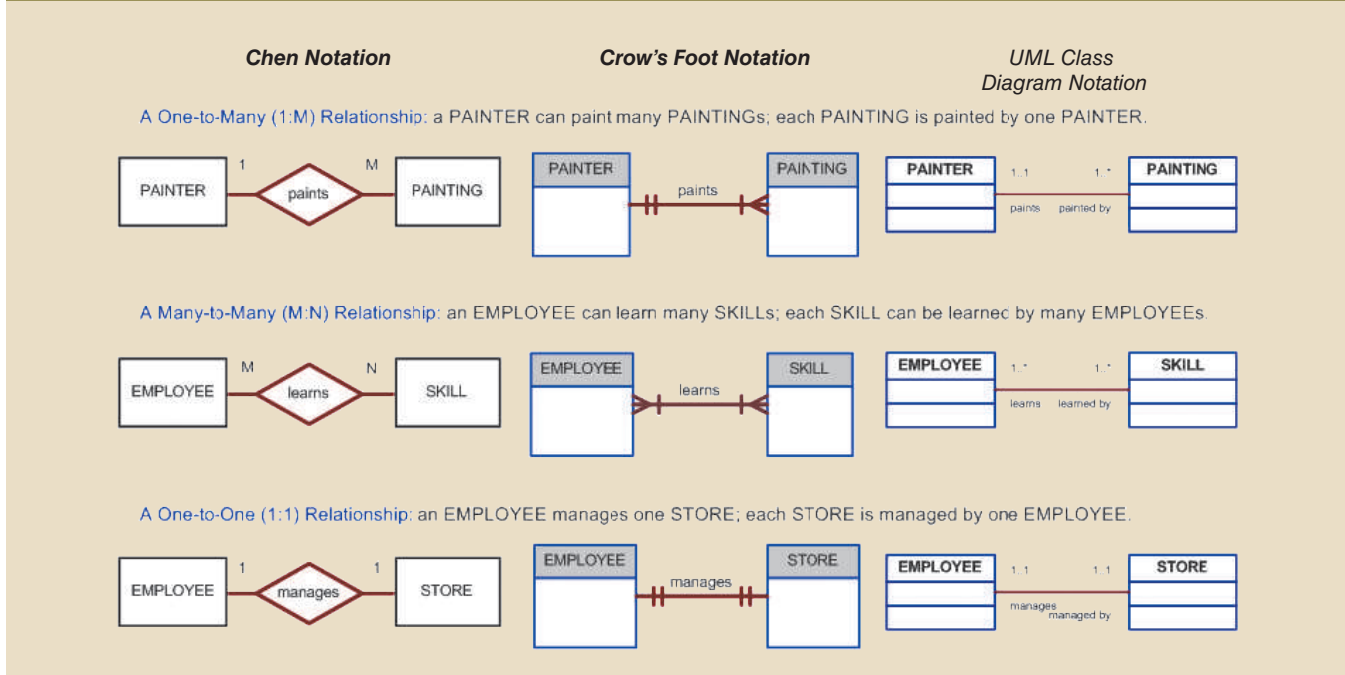 Chen Notation
Crow's Foot Notation
UML Class
Diagram Notation
A One-to-Many (1:M) Relationship: a PAINTER can paint many PAINTINGs; each PAINTING is painted by one PAINTER.
PAINTER
1
paints
M
PAINTING
PAINTER
paints
PAINTING
PAINTER
1..1
1..*
paints
painted by
PAINTING
A Many-to-Many (M:N) Relationship: an EMPLOYEE can learn many SKILLs; each SKILL can be learned by many EMPLOYEEs.
EMPLOYEE
M
learns
N
SKILL
EMPLOYEE
learns
SKILL
EMPLOYEE
1..*
1..*
learns
learned by
SKILL
A One-to-One (1:1) Relationship: an EMPLOYEE manages one STORE; each STORE is managed by one EMPLOYEE.
EMPLOYEE
1
manages
1
STORE
EMPLOYEE
manages
STORE
EMPLOYEE
1..1
1..1
manages
managed by
STORE